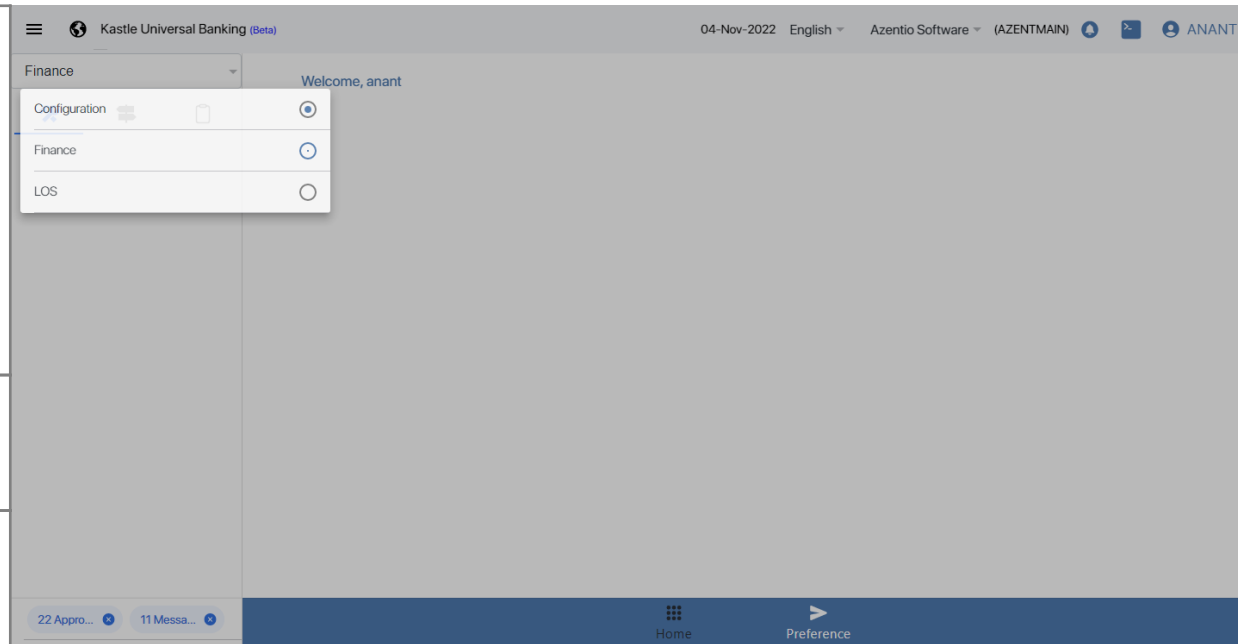 Kastle Universal Banking (Beta)
04-Nov-2022 English Azentio Software (AZENTMAIN) ANANT
Finance
Welcome, anant
Configuration
Finance
LOS
22 Appro... 11 Messa...
Home Preference